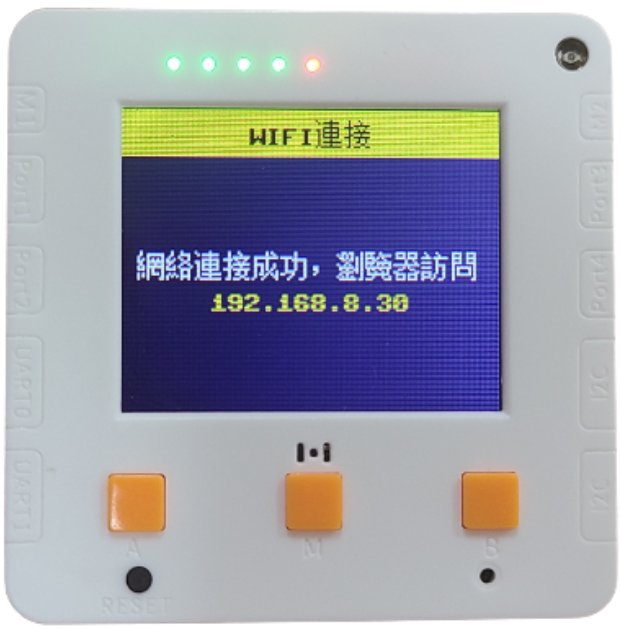 WIFI連接
網絡連接成功，劉覽器訪問
192.168.8.30
M1
Port1
Port2
UART0
UART1
M2
Port3
Port4
I2C
I2C
A
M
B
RESET